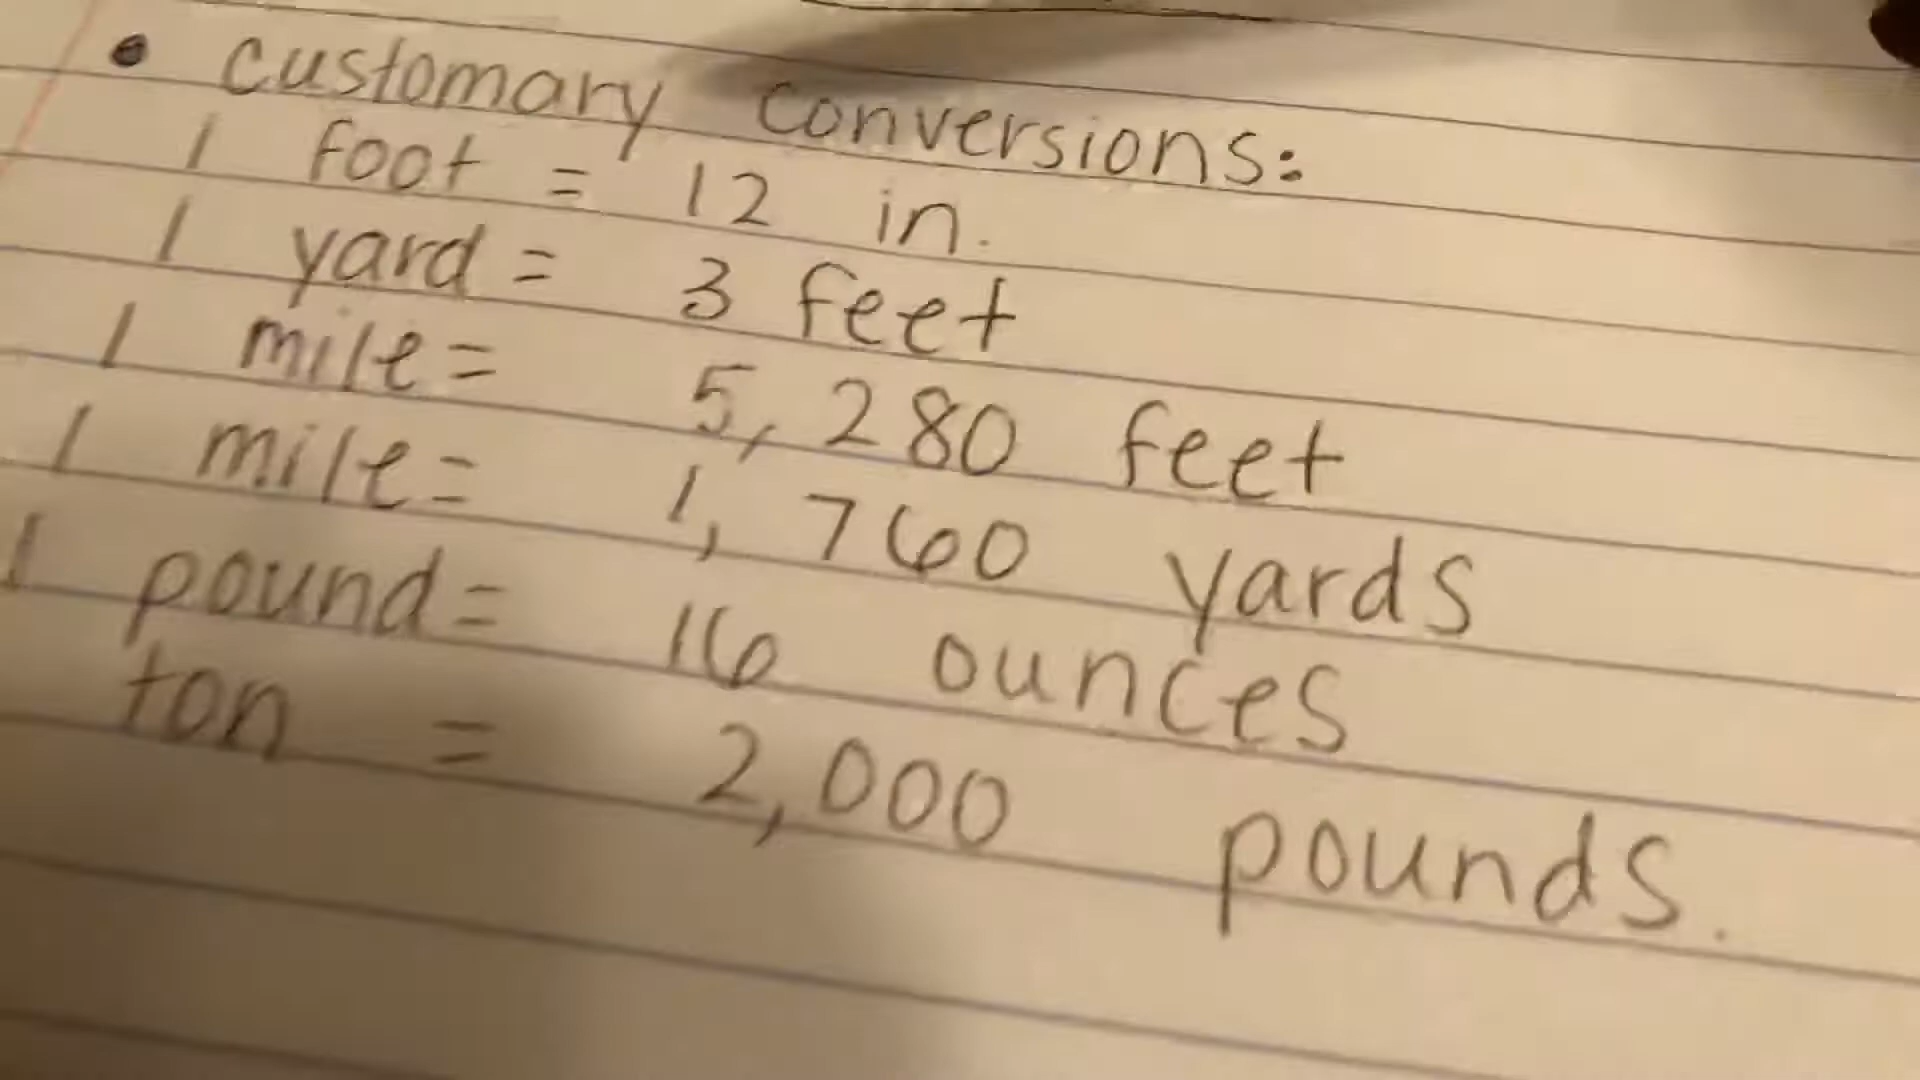 • Customary Conversions:
1 foot = 12 in.
1 yard = 3 feet
1 mile = 5,280 feet
1 mile = 1,760 yards
1 pound = 16 ounces
ton = 2,000 pounds.